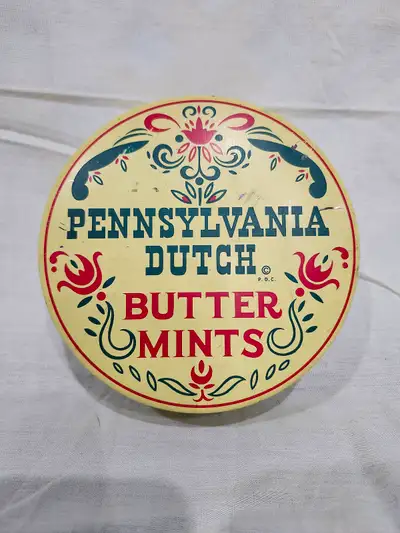 PENNSYLVANIA
DUTCH ©
P. D. C.
BUTTER
MINTS